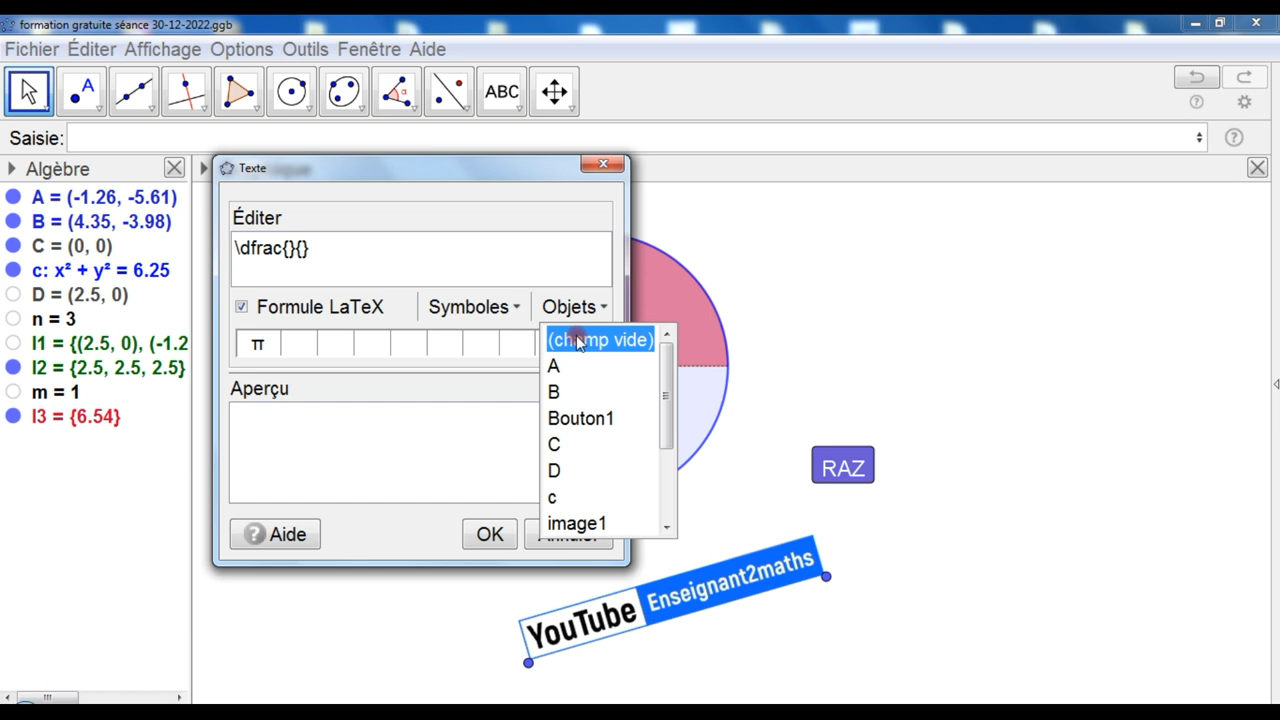 formation gratuite séance 30-12-2022.ggb
Fichier Éditer Affichage Options Outils Fenêtre Aide
A
ABC
Saisie:
Algèbre
A = (-1.26, -5.61)
B = (4.35, -3.98)
C = (0, 0)
c: x² + y² = 6.25
D = (2.5, 0)
n = 3
l1 = {(2.5, 0), (-1.2
l2 = {2.5, 2.5, 2.5}
m = 1
l3 = {6.54}
Texte
Éditer
\dfrac{}{}
Formule LaTeX
Symboles
Objets
π
(champ vide)
A
B
Bouton1
C
D
c
image1
Aperçu
Aide
OK
Annuler
RAZ
YouTube Enseignant2maths